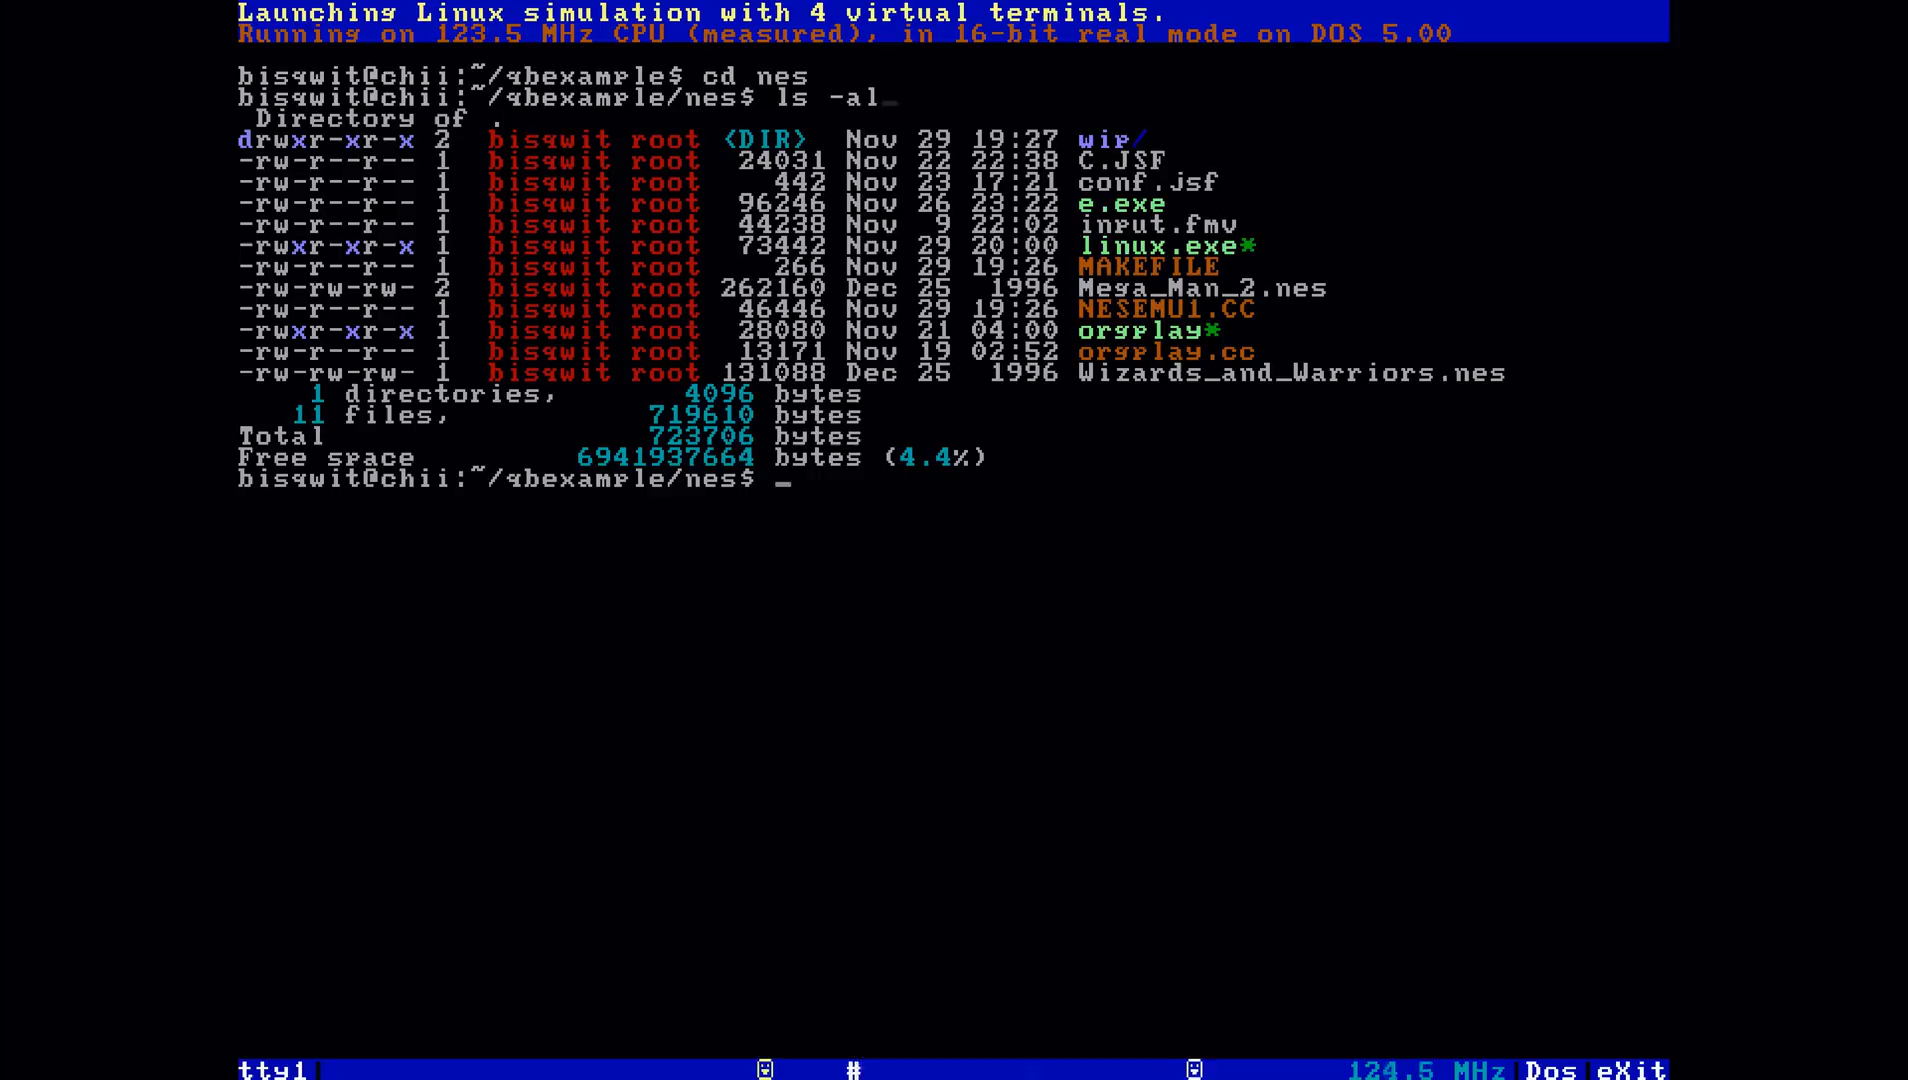 Launching Linux simulation with 4 virtual terminals.
Running on 123.5 MHz CPU (measured), in 16-bit real mode on DOS 5.00
bisqwit@chii:~/qbexample$ cd nes
bisqwit@chii:~/qbexample/nes$ ls -al
Directory of .
drwxr-xr-x 2 bisqwit root <DIR> Nov 29 19:27 wip/
-rw-r--r-- 1 bisqwit root 24031 Nov 22 22:38 C.JSF
-rw-r--r-- 1 bisqwit root 442 Nov 23 17:21 conf.jsf
-rw-r--r-- 1 bisqwit root 96246 Nov 26 23:22 e.exe
-rw-r--r-- 1 bisqwit root 44238 Nov 9 22:02 input.fmv
-rwxr-xr-x 1 bisqwit root 73442 Nov 29 20:00 linux.exe*
-rw-r--r-- 1 bisqwit root 266 Nov 29 19:26 MAKEFILE
-rw-rw-rw- 2 bisqwit root 262160 Dec 25 1996 Mega_Man_2.nes
-rw-r--r-- 1 bisqwit root 46446 Nov 29 19:26 NESEMU1.CC
-rwxr-xr-x 1 bisqwit root 28080 Nov 21 04:00 orgplay*
-rw-r--r-- 1 bisqwit root 13171 Nov 19 02:52 orgplay.cc
-rw-rw-rw- 1 bisqwit root 131088 Dec 25 1996 Wizards_and_Warriors.nes
1 directories, 4096 bytes
11 files, 719610 bytes
Total 723706 bytes
Free space 6941937664 bytes (4.4%)
bisqwit@chii:~/qbexample/nes$ _
tty1 # 124.5 MHz Dos eXit